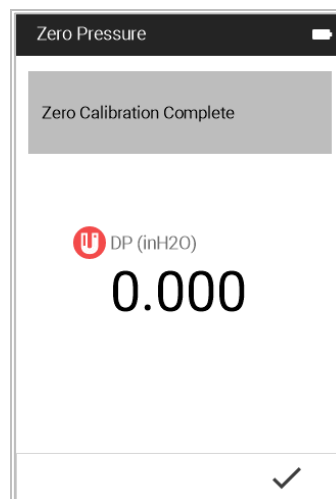 Zero Pressure
Zero Calibration Complete
DP (inH2O)
0.000